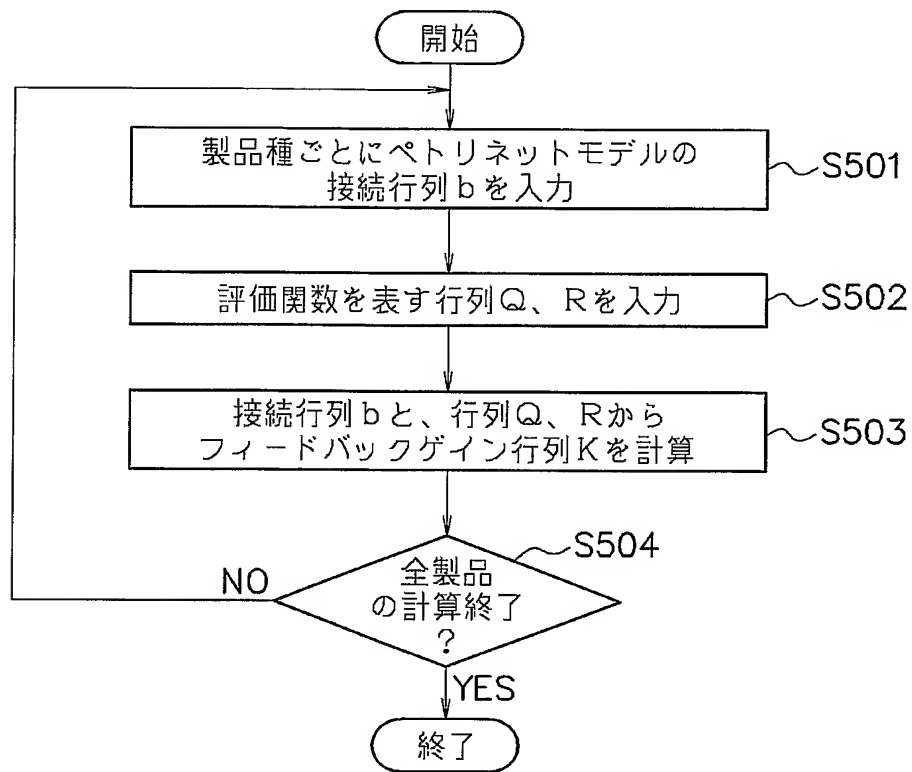 開始
製品種ごとにペトリネットモデルの
接続行列bを入力
S501
評価関数を表す行列Q、Rを入力
S502
接続行列bと、行列Q、Rから
フィードバックゲイン行列Kを計算
S503
S504
全製品
の計算終了
?
NO
YES
終了